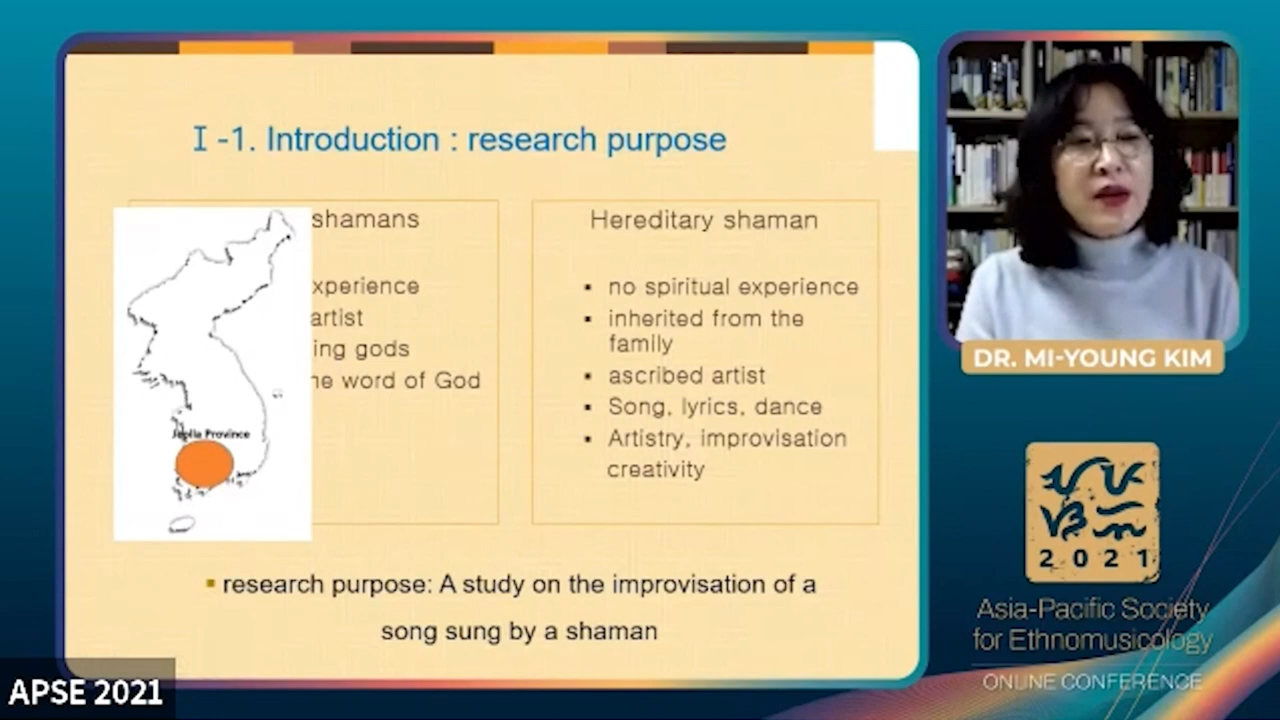 Ⅰ-1. Introduction : research purpose
shamans
xperience
artist
ing gods
he word of God
Province
Hereditary shaman
▪ no spiritual experience
▪ inherited from the
family
▪ ascribed artist
▪ Song, lyrics, dance
▪ Artistry, improvisation
creativity
▪ research purpose: A study on the improvisation of a
song sung by a shaman
DR. MI-YOUNG KIM
2021
Asia-Pacific Society
for Ethnomusicology
ONLINE CONFERENCE
APSE 2021